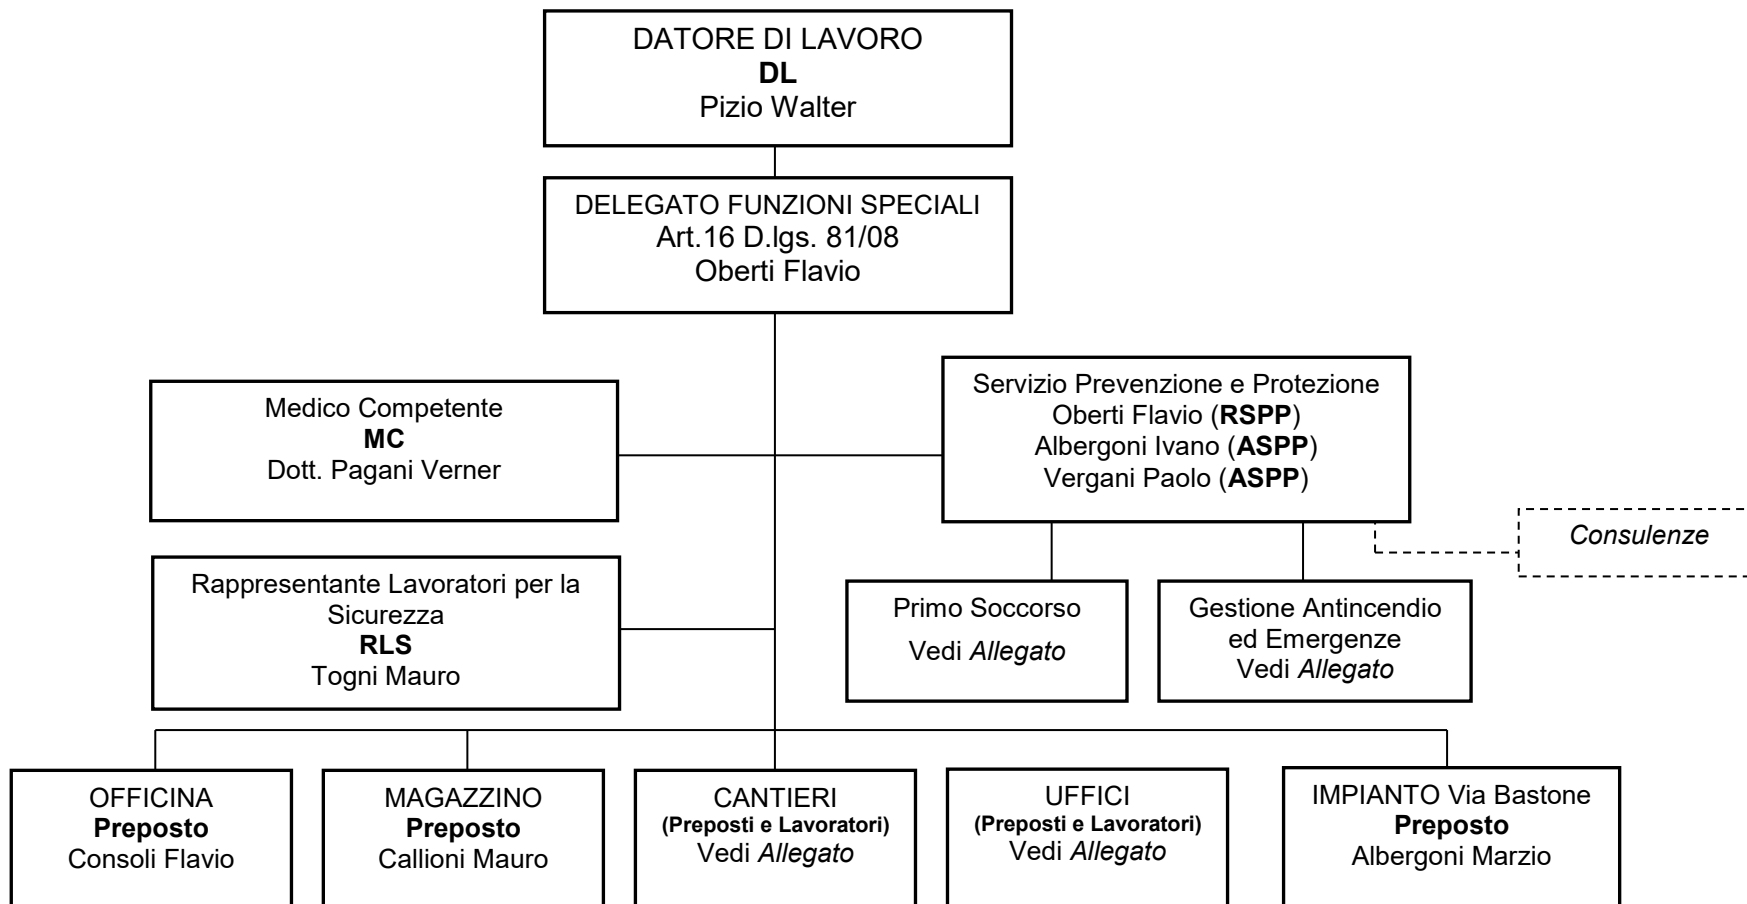 DATORE DI LAVORO
DL
Pizio Walter
DELEGATO FUNZIONI SPECIALI
Art.16 D.lgs. 81/08
Oberti Flavio
Medico Competente
MC
Dott. Pagani Verner
Servizio Prevenzione e Protezione
Oberti Flavio (RSPP)
Albergoni Ivano (ASPP)
Vergani Paolo (ASPP)
Consulenze
Rappresentante Lavoratori per la
Sicurezza
RLS
Togni Mauro
Primo Soccorso
Vedi Allegato
Gestione Antincendio
ed Emergenze
Vedi Allegato
OFFICINA
Preposto
Consoli Flavio
MAGAZZINO
Preposto
Callioni Mauro
CANTIERI
(Preposti e Lavoratori)
Vedi Allegato
UFFICI
(Preposti e Lavoratori)
Vedi Allegato
IMPIANTO Via Bastone
Preposto
Albergoni Marzio